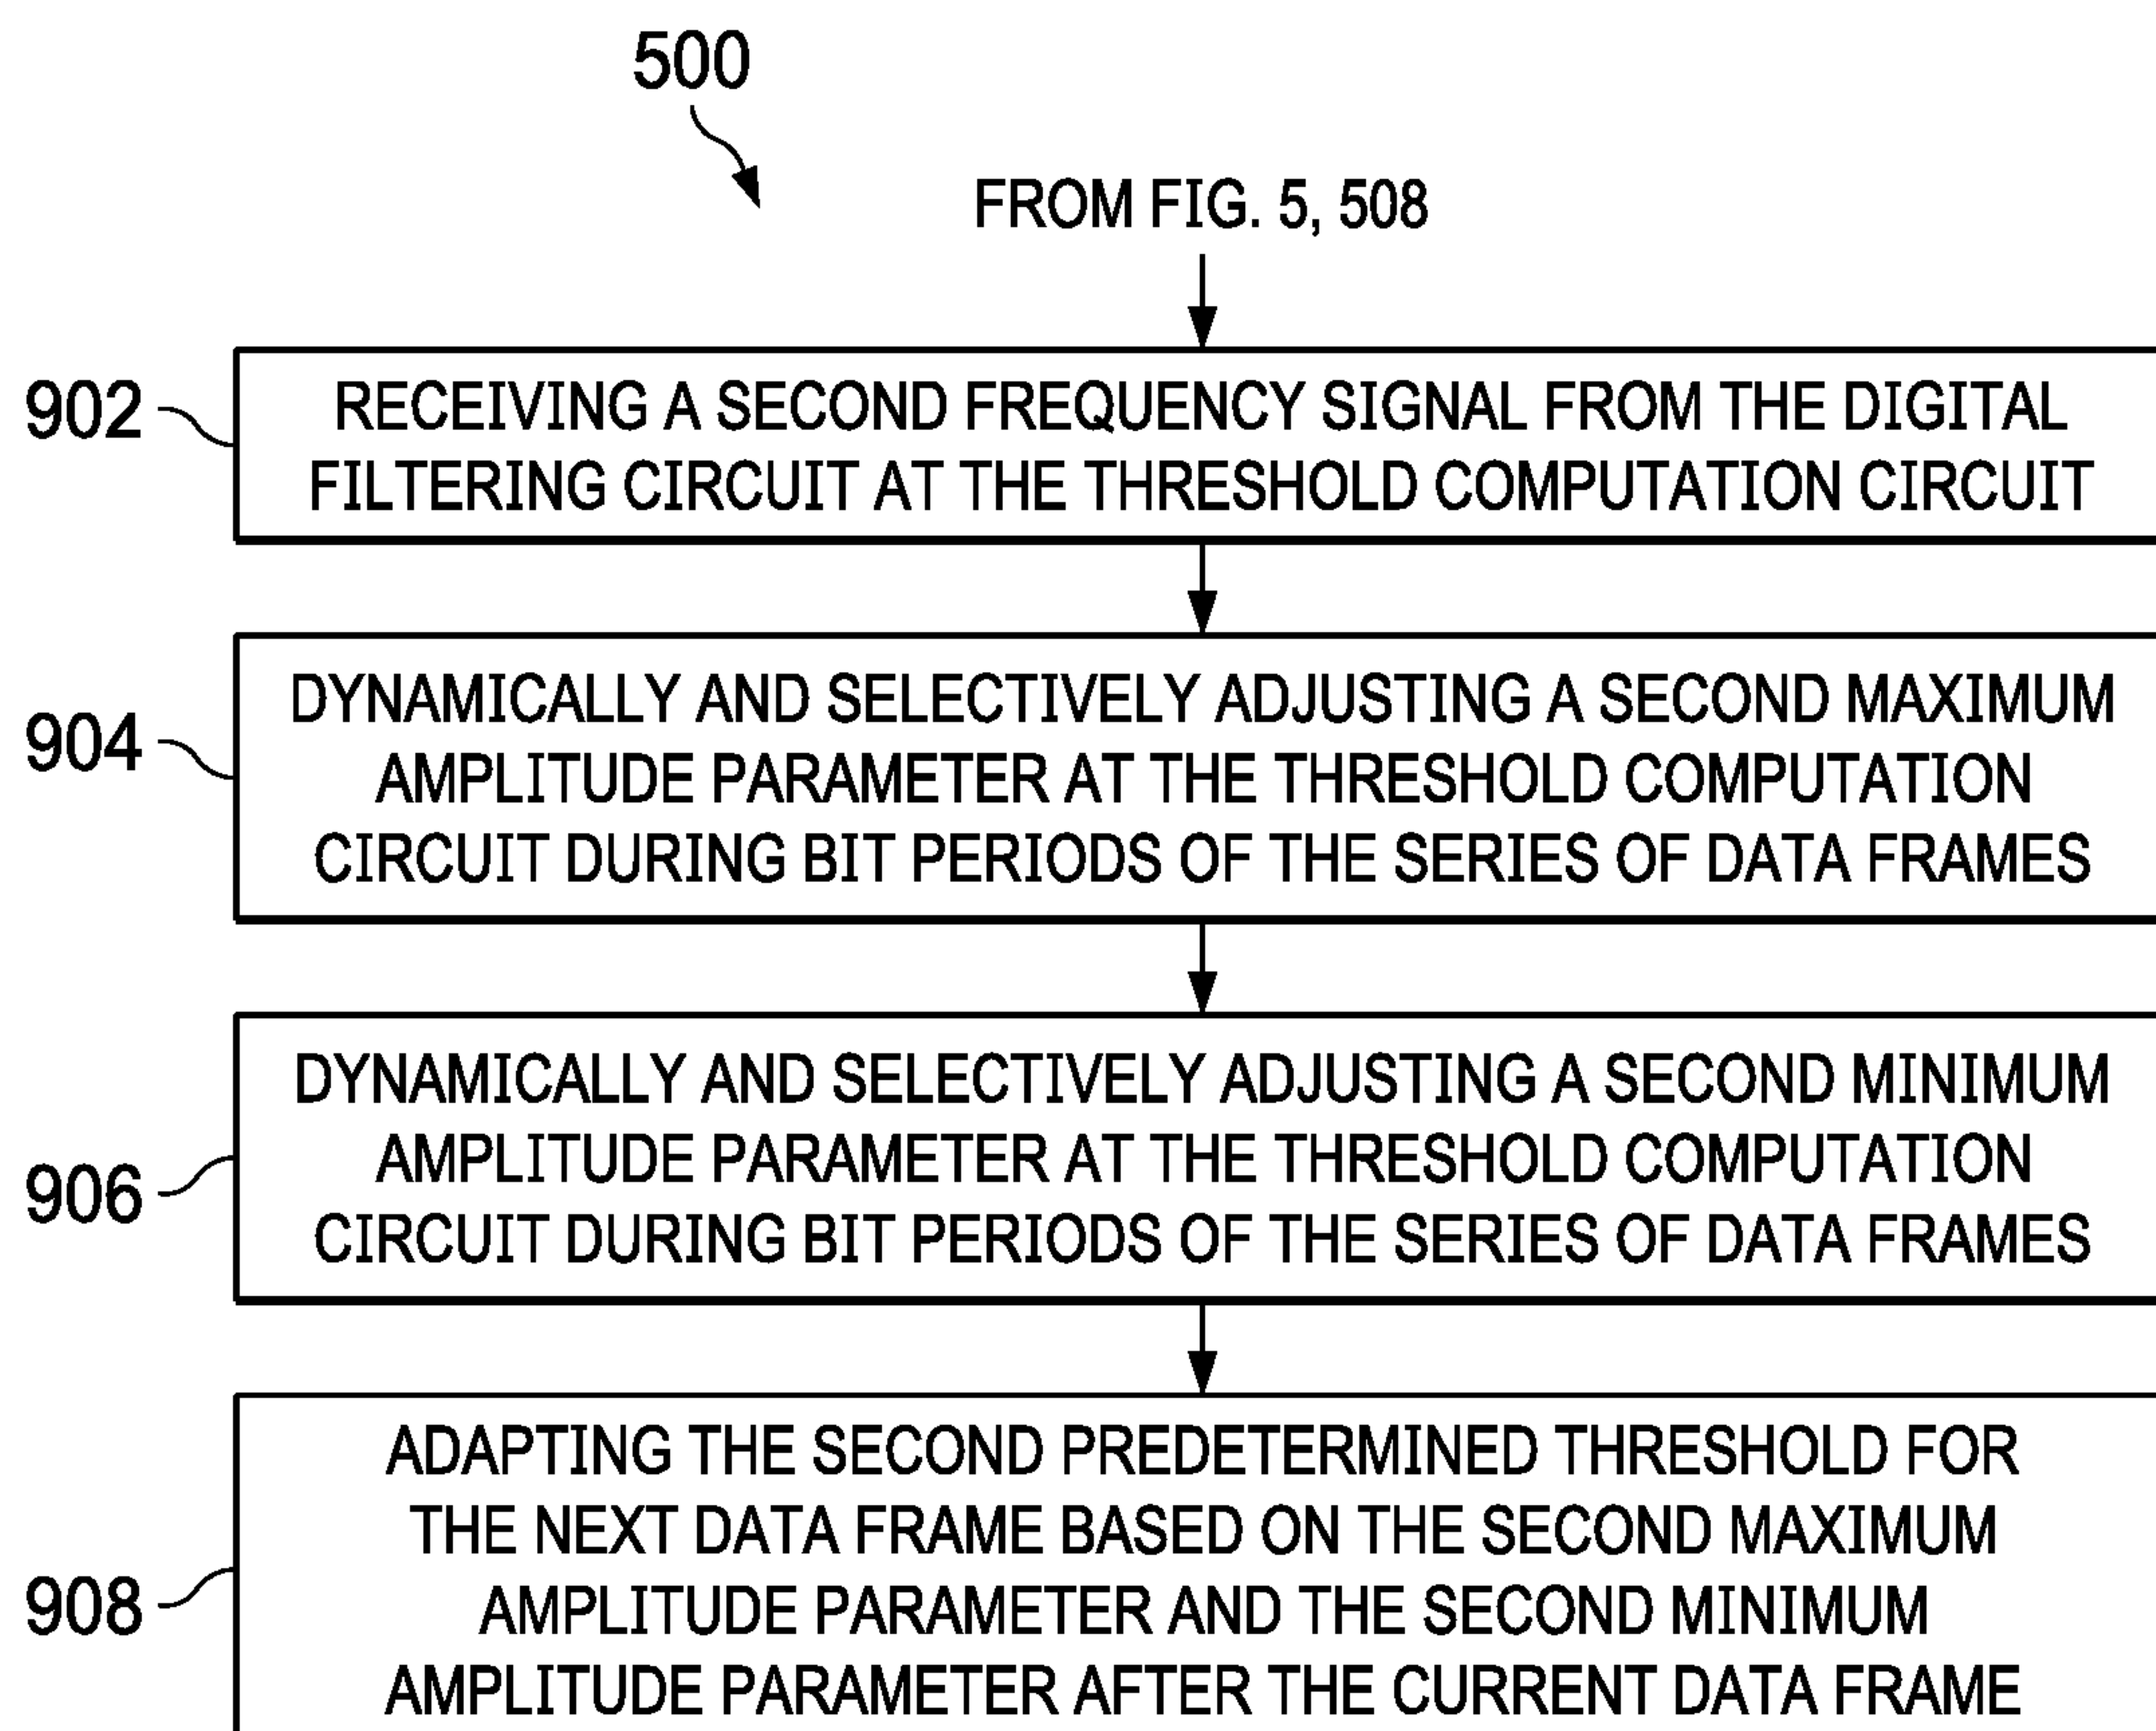 500
FROM FIG. 5, 508
902
RECEIVING A SECOND FREQUENCY SIGNAL FROM THE DIGITAL
FILTERING CIRCUIT AT THE THRESHOLD COMPUTATION CIRCUIT
904
DYNAMICALLY AND SELECTIVELY ADJUSTING A SECOND MAXIMUM
AMPLITUDE PARAMETER AT THE THRESHOLD COMPUTATION
CIRCUIT DURING BIT PERIODS OF THE SERIES OF DATA FRAMES
906
DYNAMICALLY AND SELECTIVELY ADJUSTING A SECOND MINIMUM
AMPLITUDE PARAMETER AT THE THRESHOLD COMPUTATION
CIRCUIT DURING BIT PERIODS OF THE SERIES OF DATA FRAMES
908
ADAPTING THE SECOND PREDETERMINED THRESHOLD FOR
THE NEXT DATA FRAME BASED ON THE SECOND MAXIMUM
AMPLITUDE PARAMETER AND THE SECOND MINIMUM
AMPLITUDE PARAMETER AFTER THE CURRENT DATA FRAME